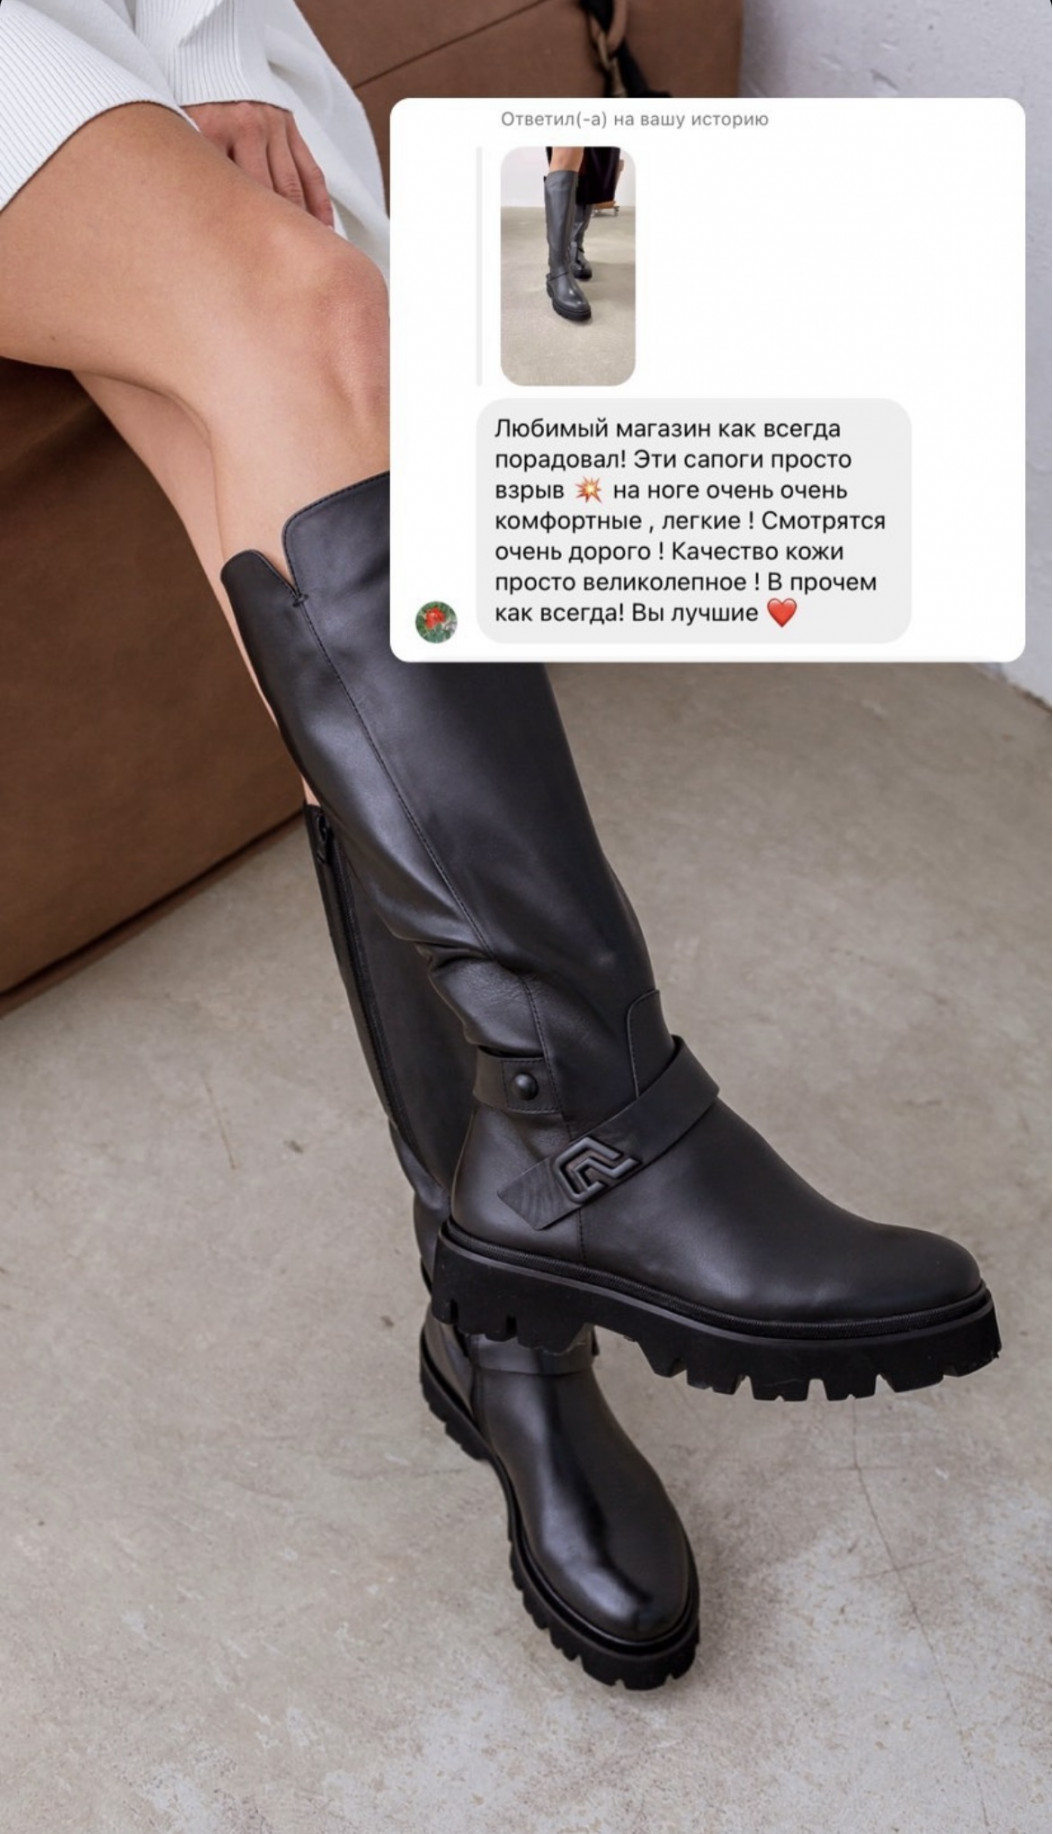 Ответил(-а) на вашу историю
Любимый магазин как всегда
порадовал! Эти сапоги просто
взрыв 💥 на ноге очень очень
комфортные , легкие ! Смотрятся
очень дорого ! Качество кожи
просто великолепное ! В прочем
как всегда! Вы лучшие ❤️